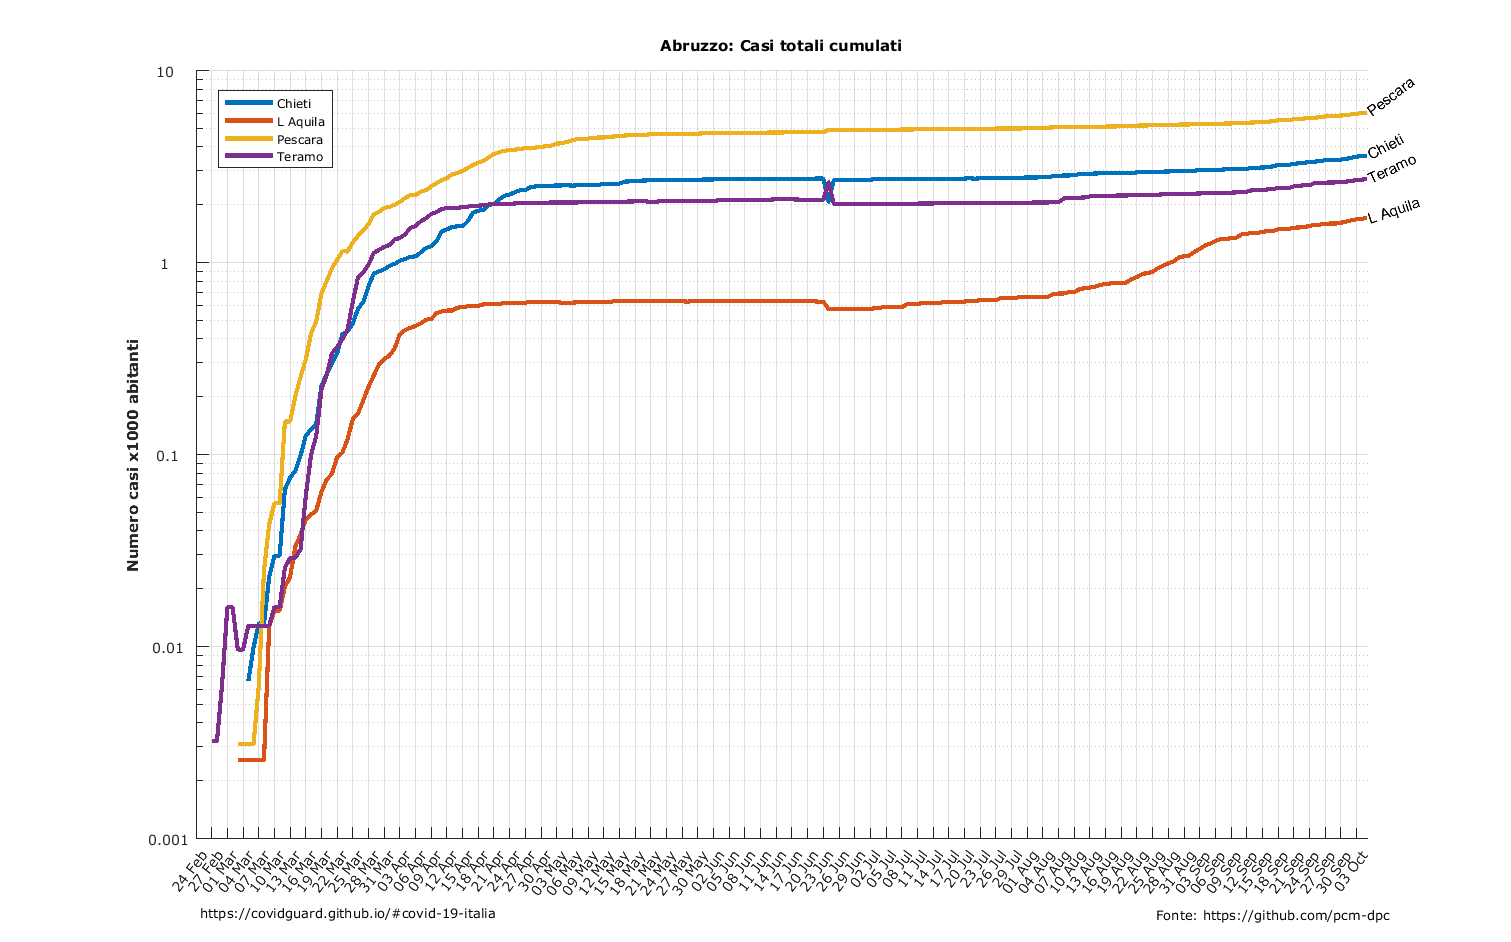 Abruzzo: Casi totali cumulati
10
1
0.1
0.01
0.001
Numero casi x1000 abitanti
Chieti
L Aquila
Pescara
Teramo
Pescara
Chieti
Teramo
L Aquila
24 Feb
27 Feb
01 Mar
04 Mar
07 Mar
10 Mar
13 Mar
16 Mar
19 Mar
22 Mar
25 Mar
28 Mar
31 Mar
03 Apr
06 Apr
09 Apr
12 Apr
15 Apr
18 Apr
21 Apr
24 Apr
27 Apr
30 Apr
03 May
06 May
09 May
12 May
15 May
18 May
21 May
24 May
27 May
30 May
02 Jun
05 Jun
08 Jun
11 Jun
14 Jun
17 Jun
20 Jun
23 Jun
26 Jun
29 Jun
02 Jul
05 Jul
08 Jul
11 Jul
14 Jul
17 Jul
20 Jul
23 Jul
26 Jul
29 Jul
01 Aug
04 Aug
07 Aug
10 Aug
13 Aug
16 Aug
19 Aug
22 Aug
25 Aug
28 Aug
31 Aug
03 Sep
06 Sep
09 Sep
12 Sep
15 Sep
18 Sep
21 Sep
24 Sep
27 Sep
30 Sep
03 Oct
https://covidguard.github.io/#covid-19-italia
Fonte: https://github.com/pcm-dpc